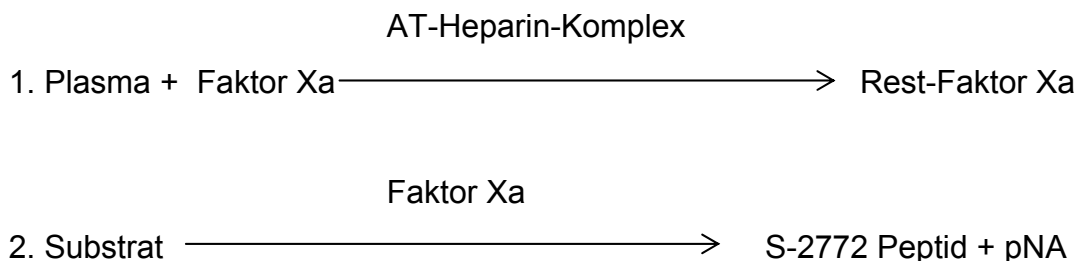 AT-Heparin-Komplex
1. Plasma + Faktor Xa Rest-Faktor Xa
Faktor Xa
2. Substrat S-2772 Peptid + pNA